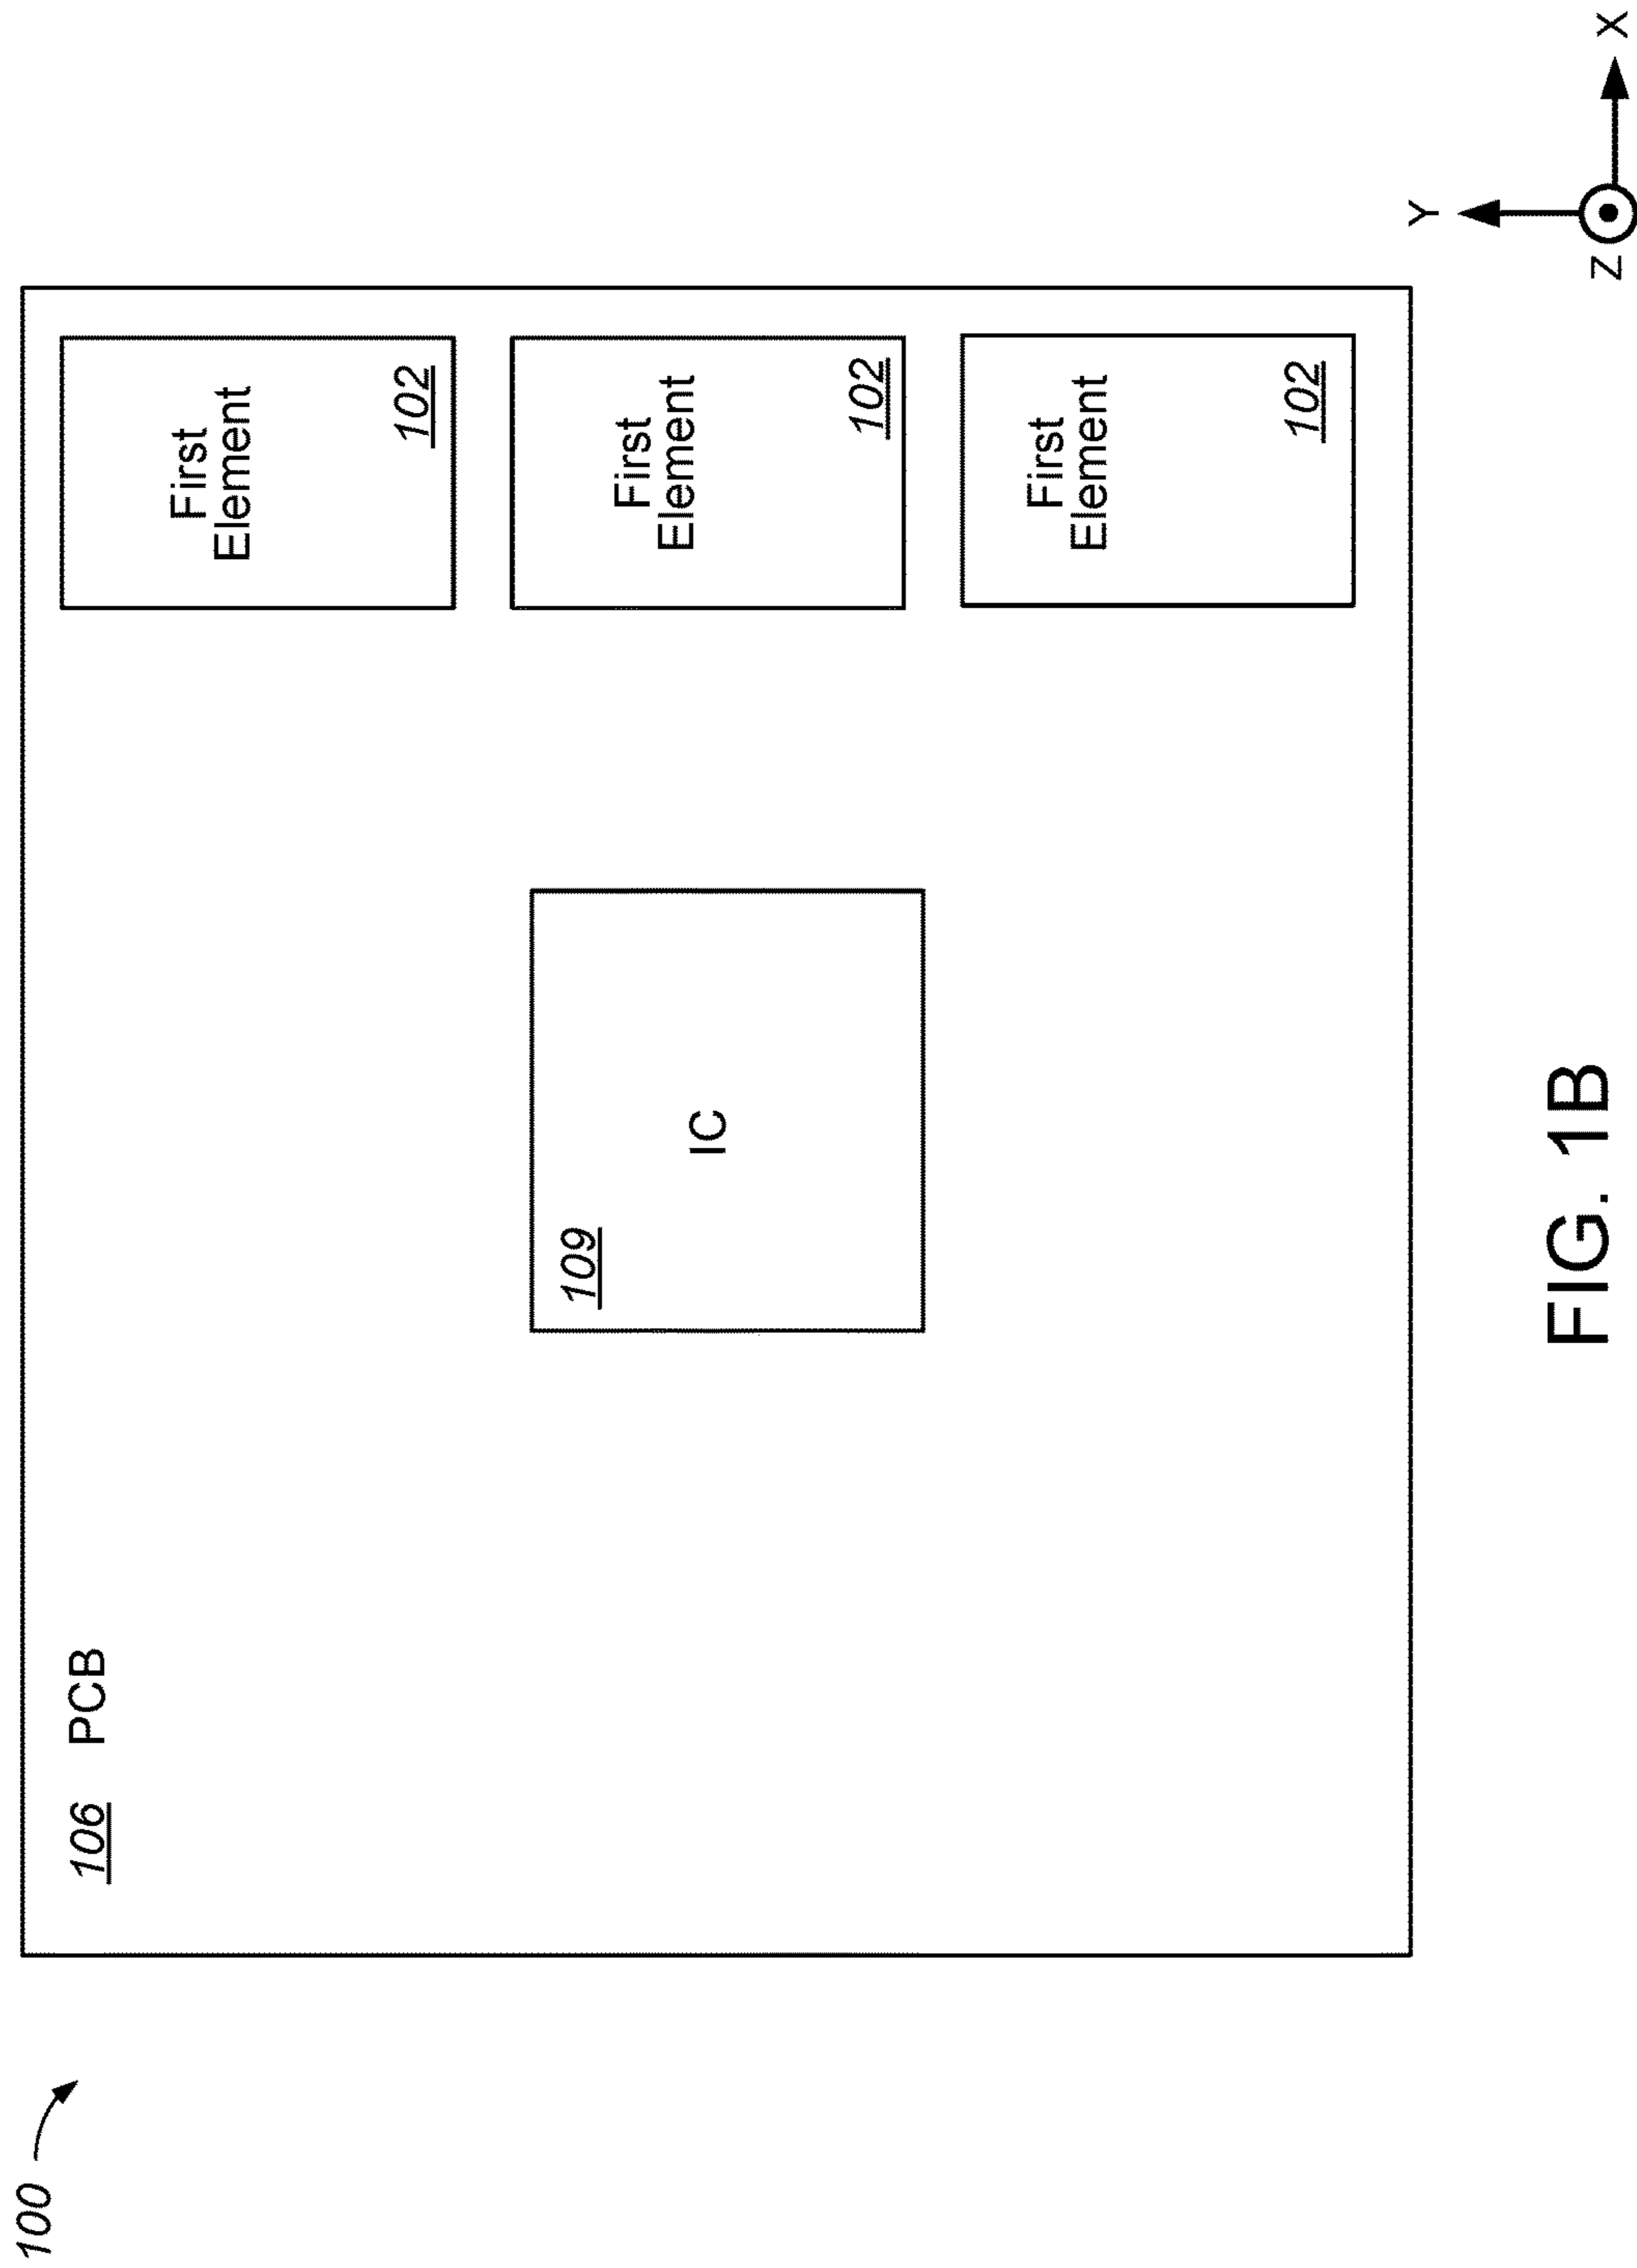 100
106 PCB
First
Element
102
109
IC
First
Element
102
First
Element
102
Y
Z
X
FIG. 1B